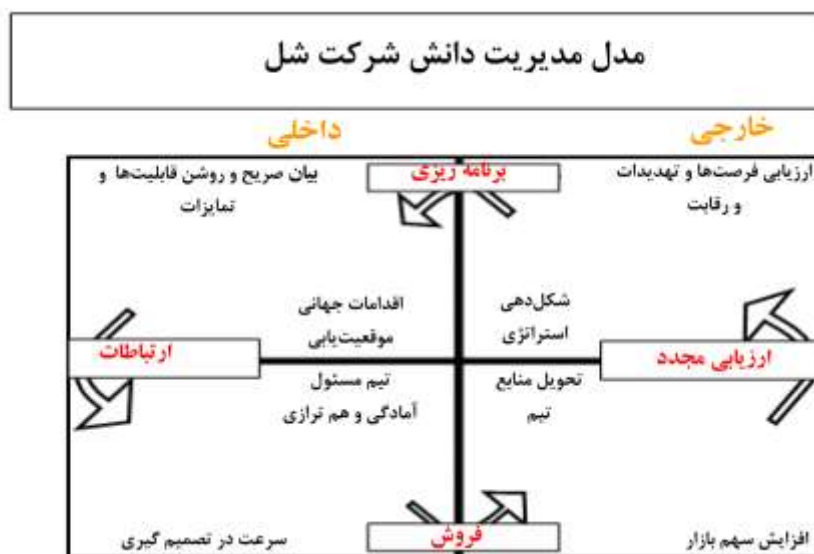 مدل مدیریت دانش شرکت شل
خارجی
داخلی
ارزیابی فرصت‌ها و تهدیدات
و رقابت
برنامه ریزی
بیان صریح و روشن قابلیت‌ها و
تمایزات
شکل‌دهی
استراتژی
اقدامات جهانی
موقعیت‌یابی
ارزیابی مجدد
ارتباطات
تحویل منابع
تیم
تیم مسئول
آمادگی و هم ترازی
افزایش سهم بازار
فروش
سرعت در تصمیم گیری